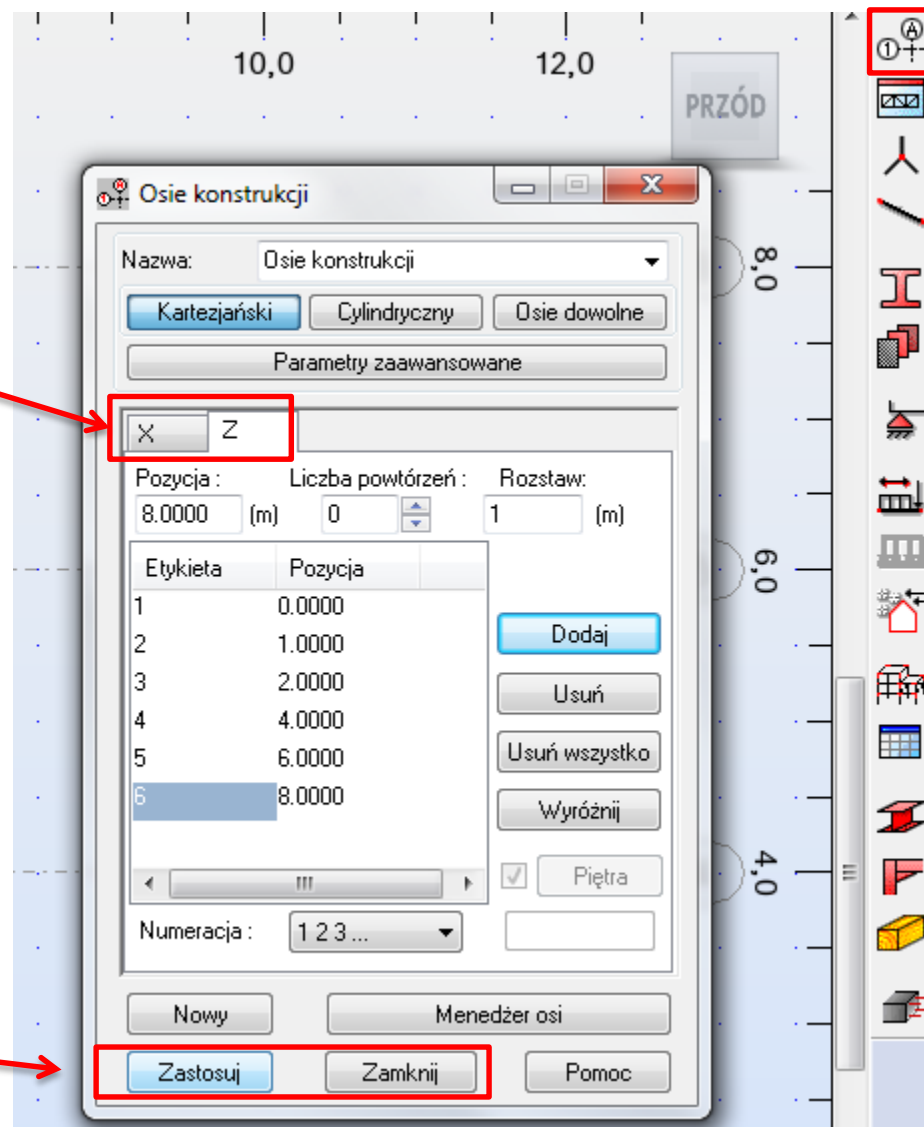 10,0 12,0
PRZÓD
1 A
Osie konstrukcji
Nazwa: Osie konstrukcji
Kartezjański Cylindryczny Osie dowolne
Parametry zaawansowane
X Z
Pozycja : Liczba powtórzeń : Rozstaw:
8.0000 (m) 0 1 (m)
Etykieta Pozycja
1 0.0000
2 1.0000
3 2.0000
4 4.0000
5 6.0000
6 8.0000
Dodaj
Usuń
Usuń wszystko
Wyróżnij
Piętra
Numeracja : 1 2 3 ...
Nowy Menedżer osi
Zastosuj Zamknij Pomoc
8,0
6,0
4,0